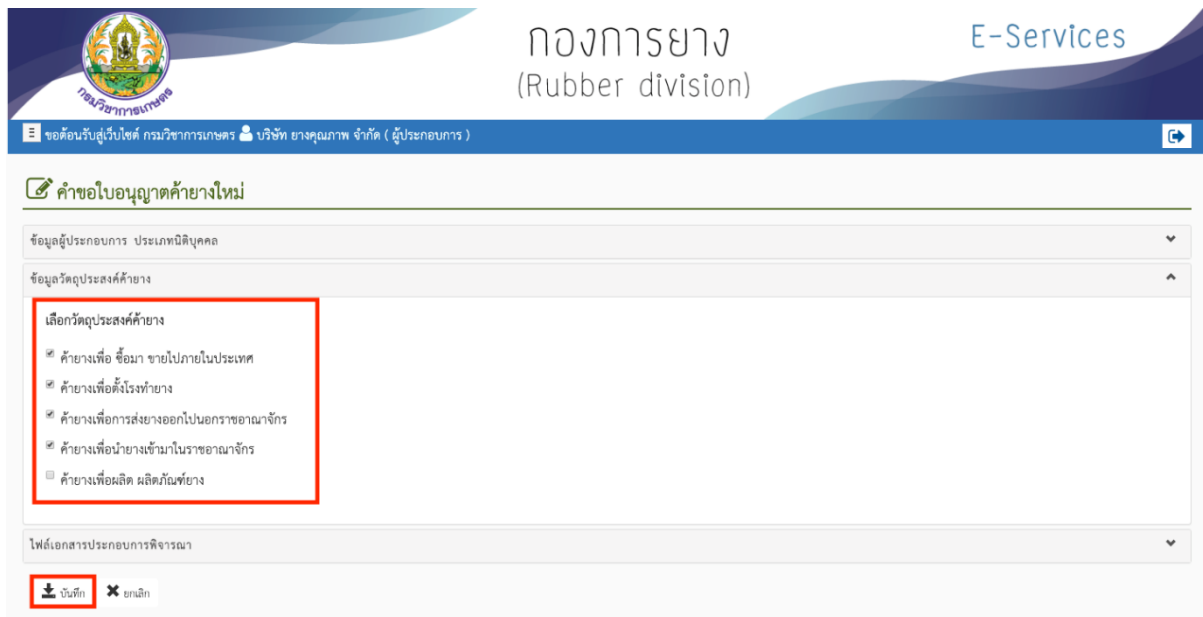 กองการยาง
(Rubber division)
E-Services
กรมวิชาการเกษตร
ขอต้อนรับสู่เว็บไซต์ กรมวิชาการเกษตร บริษัท ยางคุณภาพ จำกัด ( ผู้ประกอบการ )
คำขอใบอนุญาตค้ายางใหม่
ข้อมูลผู้ประกอบการ ประเภทนิติบุคคล
ข้อมูลวัตถุประสงค์ค้ายาง
เลือกวัตถุประสงค์ค้ายาง
ค้ายางเพื่อ ซื้อมา ขายไปภายในประเทศ
ค้ายางเพื่อตั้งโรงทำยาง
ค้ายางเพื่อการส่งยางออกไปนอกราชอาณาจักร
ค้ายางเพื่อนำยางเข้ามาในราชอาณาจักร
ค้ายางเพื่อผลิต ผลิตภัณฑ์ยาง
ไฟล์เอกสารประกอบการพิจารณา
บันทึก ยกเลิก